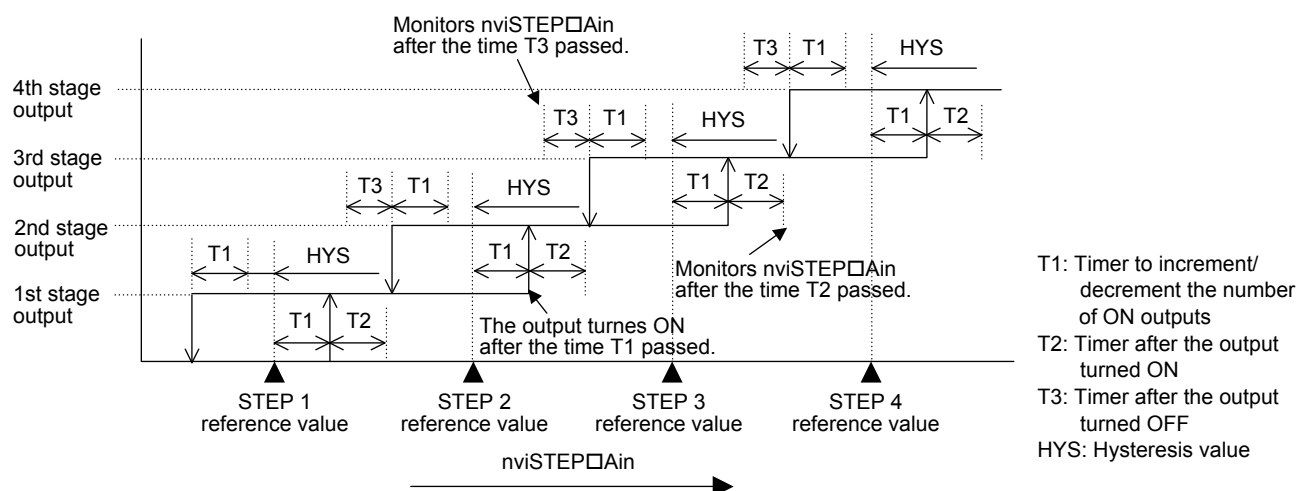 Monitors nviSTEP□Ain
after the time T3 passed.
T3 T1 HYS
4th stage
output
T3 T1 HYS T1 T2
3rd stage
output
T3 T1 HYS T1 T2
2nd stage
output
T1 HYS T1 T2
Monitors nviSTEP□Ain
after the time T2 passed.
1st stage
output
T1 T2
The output turnes ON
after the time T1 passed.
STEP 1
reference value
STEP 2
reference value
STEP 3
reference value
STEP 4
reference value
nviSTEP□Ain
T1: Timer to increment/
decrement the number
of ON outputs
T2: Timer after the output
turned ON
T3: Timer after the output
turned OFF
HYS: Hysteresis value